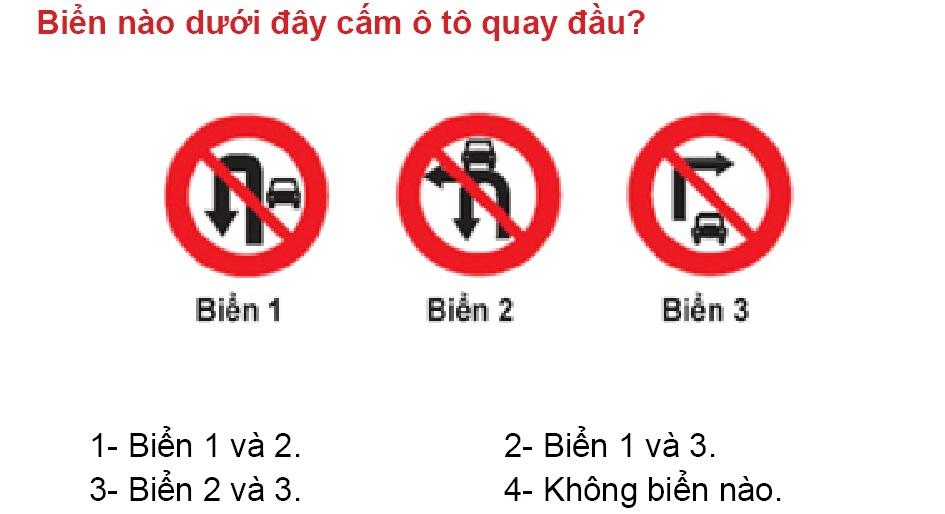 Biển nào dưới đây cấm ô tô quay đầu?
Biển 1 Biển 2 Biển 3
1- Biển 1 và 2. 2- Biển 1 và 3.
3- Biển 2 và 3. 4- Không biển nào.